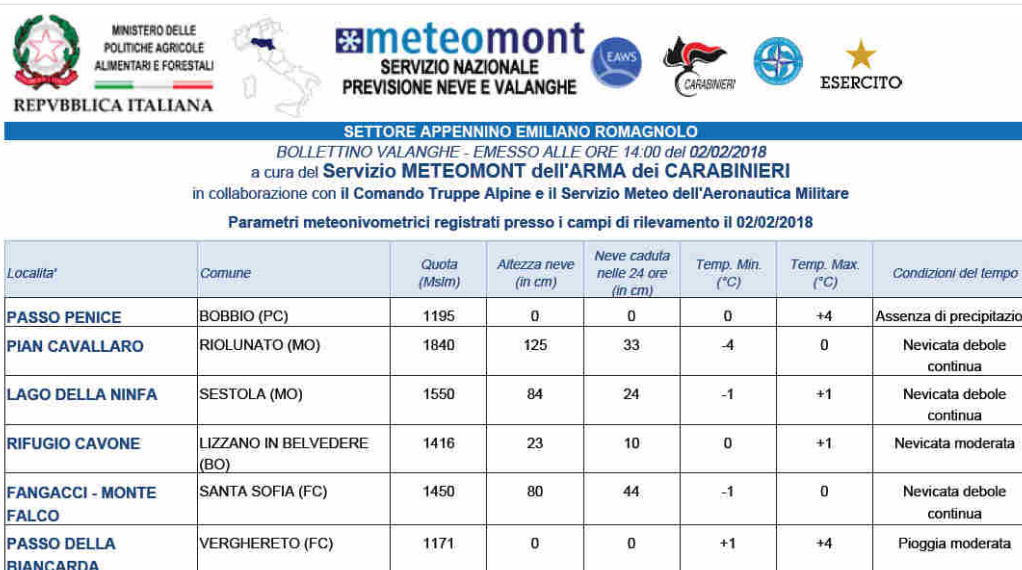 MINISTERO DELLE
POLITICHE AGRICOLE
ALIMENTARI E FORESTALI
REPVBBLICA ITALIANA
meteomont
SERVIZIO NAZIONALE
PREVISIONE NEVE E VALANGHE
EAWS
CARABINIERI
ESERCITO
SETTORE APPENNINO EMILIANO ROMAGNOLO
BOLLETTINO VALANGHE - EMESSO ALLE ORE 14:00 del 02/02/2018
a cura del Servizio METEOMONT dell'ARMA dei CARABINIERI
in collaborazione con il Comando Truppe Alpine e il Servizio Meteo dell'Aeronautica Militare
Parametri meteonivometrici registrati presso i campi di rilevamento il 02/02/2018
Localita' Comune Quota (Mslm) Altezza neve (in cm) Neve caduta nelle 24 ore (in cm) Temp. Min. (°C) Temp. Max. (°C) Condizioni del tempo
PASSO PENICE BOBBIO (PC) 1195 0 0 0 +4 Assenza di precipitazio
PIAN CAVALLARO RIOLUNATO (MO) 1840 125 33 -4 0 Nevicata debole
continua
LAGO DELLA NINFA SESTOLA (MO) 1550 84 24 -1 +1 Nevicata debole
continua
RIFUGIO CAVONE LIZZANO IN BELVEDERE 1416 23 10 0 +1 Nevicata moderata
(BO)
FANGACCI - MONTE SANTA SOFIA (FC) 1450 80 44 -1 0 Nevicata debole
FALCO continua
PASSO DELLA VERGHERETO (FC) 1171 0 0 +1 +4 Pioggia moderata
BIANCARDA